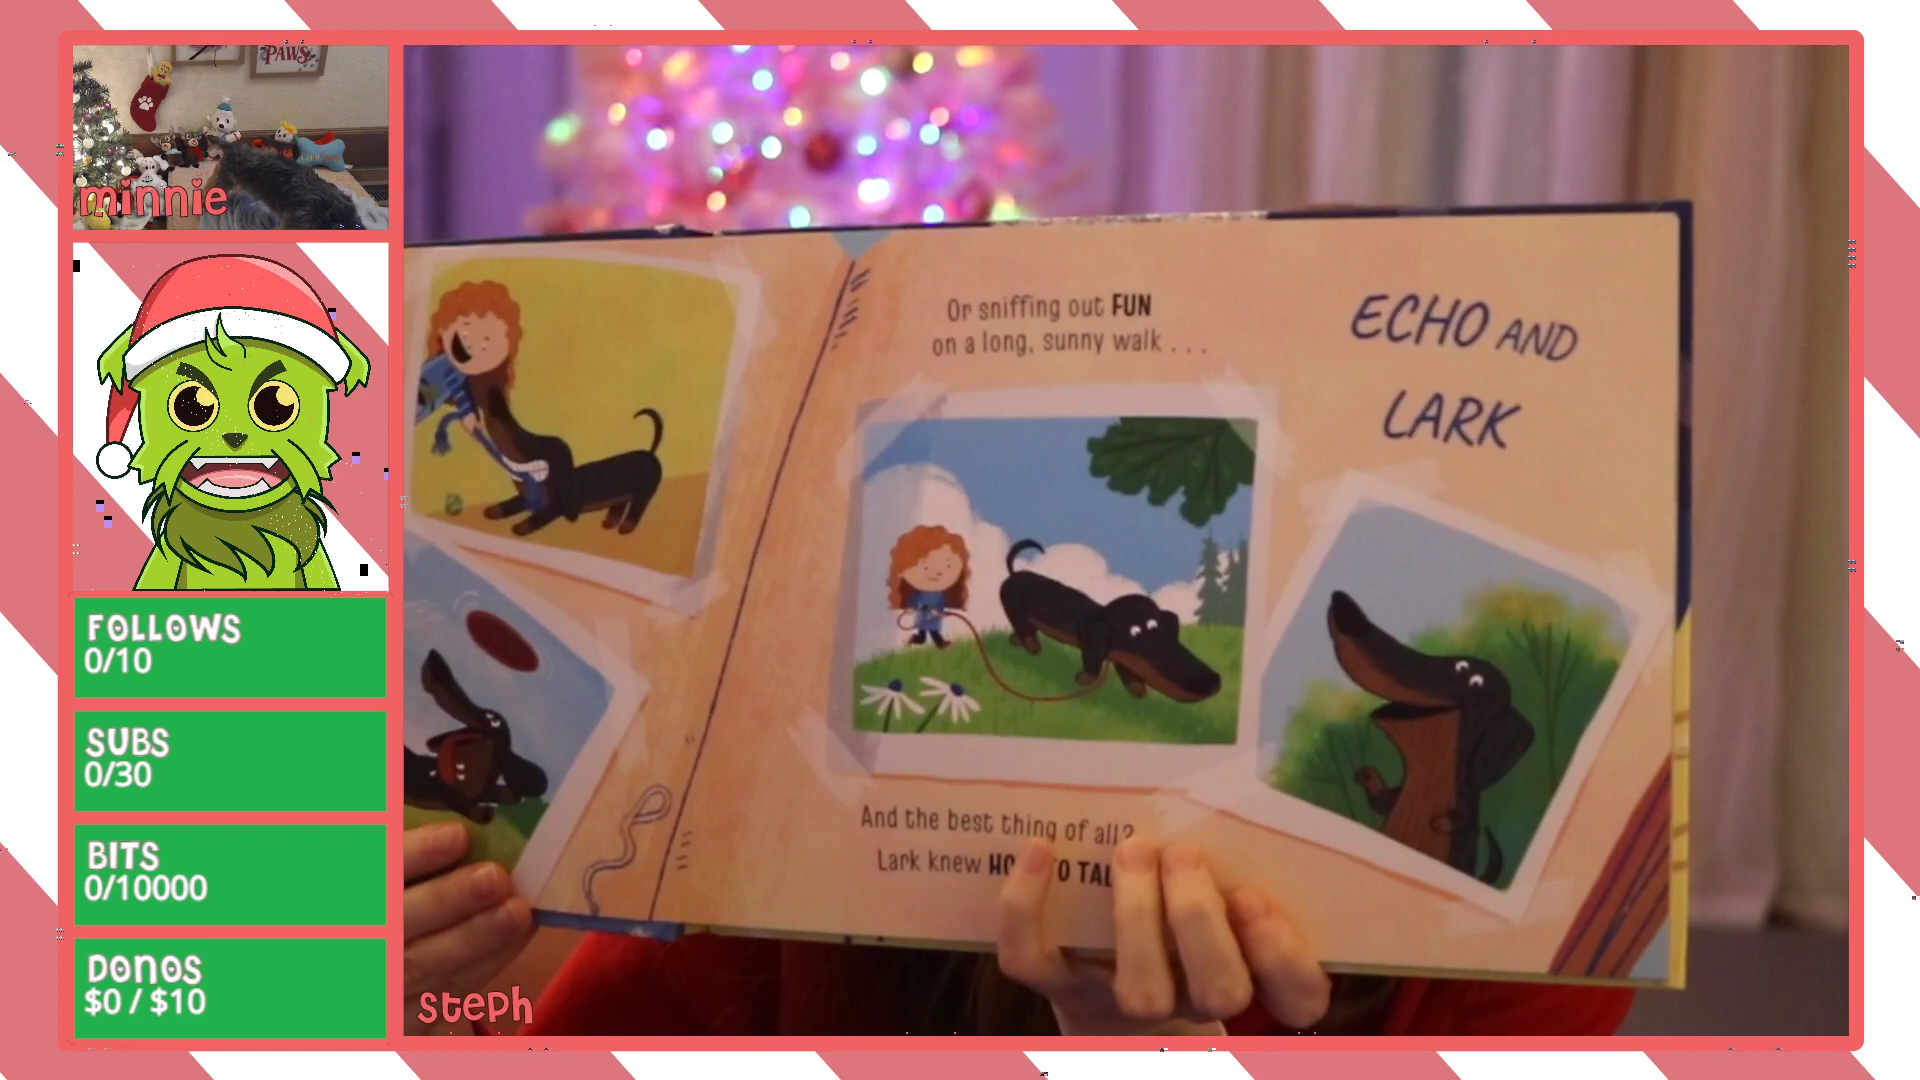 PAWS
minnie
FOLLOWS
0/10
SUBS
0/30
BITS
0/10000
DONOS
$0 / $10
Or sniffing out FUN
on a long, sunny walk . . .
ECHO AND
LARK
And the best thing of all?
Lark knew TO
steph